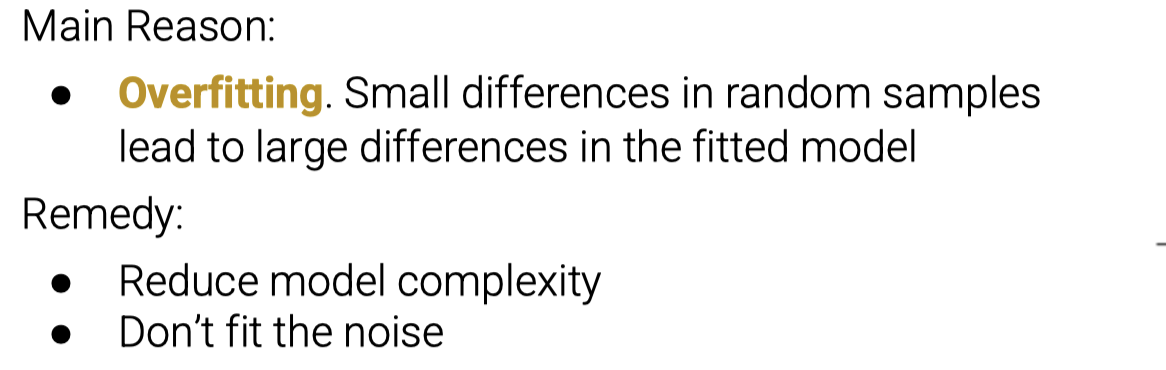 Main Reason:
● Overfitting. Small differences in random samples
lead to large differences in the fitted model
Remedy:
● Reduce model complexity
● Don’t fit the noise